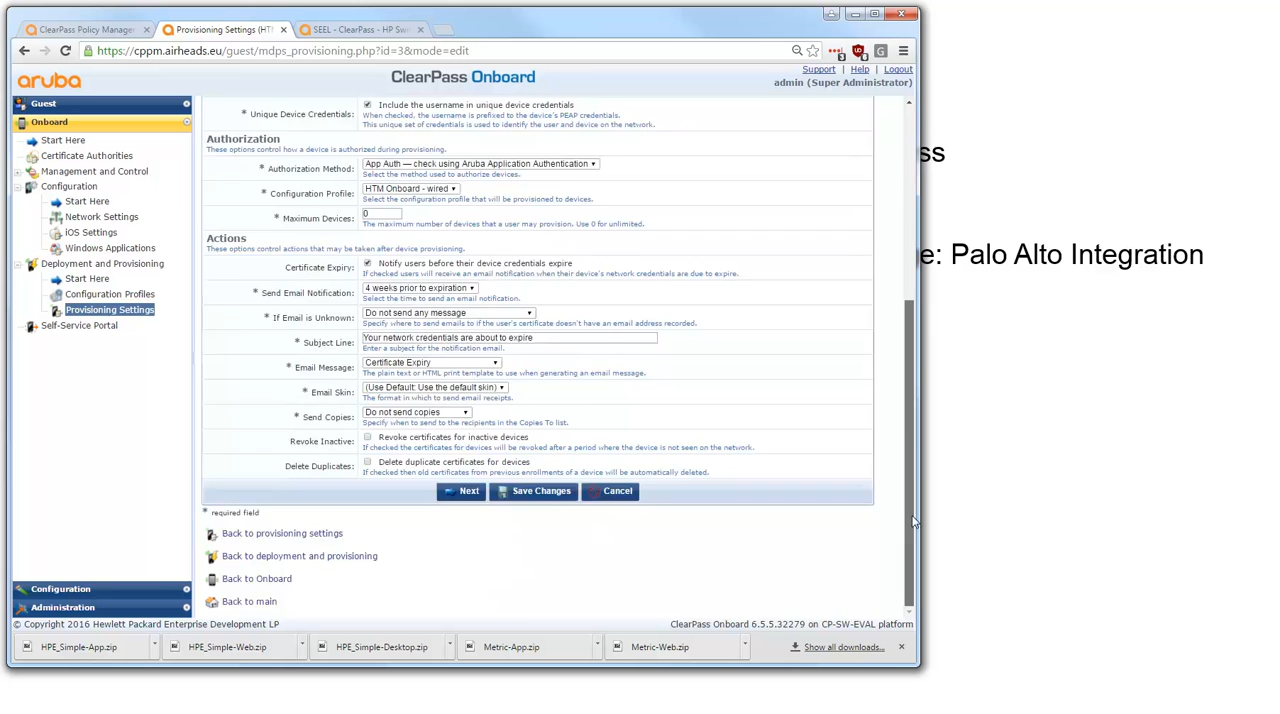 ClearPass Policy Manager
Provisioning Settings (HT
SEEL - ClearPass - HP Sw
https://cppm.airheads.eu/guest/mdps_provisioning.php?id=3&mode=edit
aruba
ClearPass Onboard
Support | Help | Logout
admin (Super Administrator)
Guest
Onboard
Start Here
Certificate Authorities
Management and Control
Configuration
Start Here
Network Settings
iOS Settings
Windows Applications
Deployment and Provisioning
Start Here
Configuration Profiles
Provisioning Settings
Self-Service Portal
Configuration
Administration
* Unique Device Credentials:
Include the username in unique device credentials
When checked, the username is prefixed to the device's PEAP credentials.
This unique set of credentials is used to identify the user and device on the network.
Authorization
These options control how a device is authorized during provisioning.
* Authorization Method:
App Auth — check using Aruba Application Authentication
Select the method used to authorize devices.
* Configuration Profile:
HTM Onboard - wired
Select the configuration profile that will be provisioned to devices.
* Maximum Devices:
0
The maximum number of devices that a user may provision. Use 0 for unlimited.
Actions
These options control actions that may be taken after device provisioning.
Certificate Expiry:
Notify users before their device credentials expire
If checked users will receive an email notification when their device's network credentials are due to expire.
* Send Email Notification:
4 weeks prior to expiration
Select the time to send an email notification.
* If Email is Unknown:
Do not send any message
Specify where to send emails to if the user's certificate doesn't have an email address recorded.
* Subject Line:
Your network credentials are about to expire
Enter a subject for the notification email.
* Email Message:
Certificate Expiry
The plain text or HTML print template to use when generating an email message.
* Email Skin:
(Use Default: Use the default skin)
The format in which to send email receipts.
* Send Copies:
Do not send copies
Specify when to send to the recipients in the Copies To list.
Revoke Inactive:
Revoke certificates for inactive devices
If checked the certificates for devices will be revoked after a period where the device is not seen on the network.
Delete Duplicates:
Delete duplicate certificates for devices
If checked then old certificates from previous enrollments of a device will be automatically deleted.
Next
Save Changes
Cancel
* required field
Back to provisioning settings
Back to deployment and provisioning
Back to Onboard
Back to main
© Copyright 2016 Hewlett Packard Enterprise Development LP
ClearPass Onboard 6.5.5.32279 on CP-SW-EVAL platform
HPE_Simple-App.zip
HPE_Simple-Web.zip
HPE_Simple-Desktop.zip
Metric-App.zip
Metric-Web.zip
Show all downloads...
ss
e: Palo Alto Integration